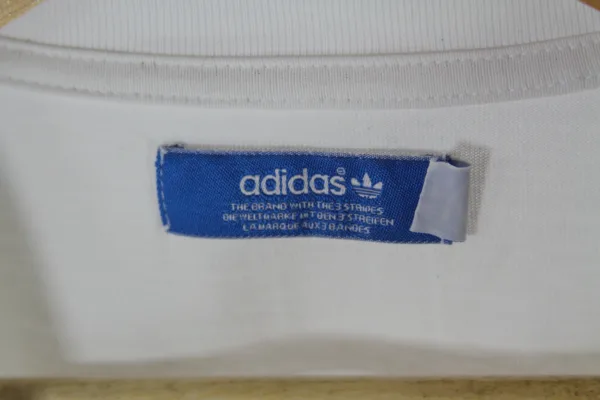 adidas®
THE BRAND WITH THE 3 STRIPES
DIE WELTMARKE MIT DEN 3 STREIFEN
LA MARQUE AUX 3 BANDES